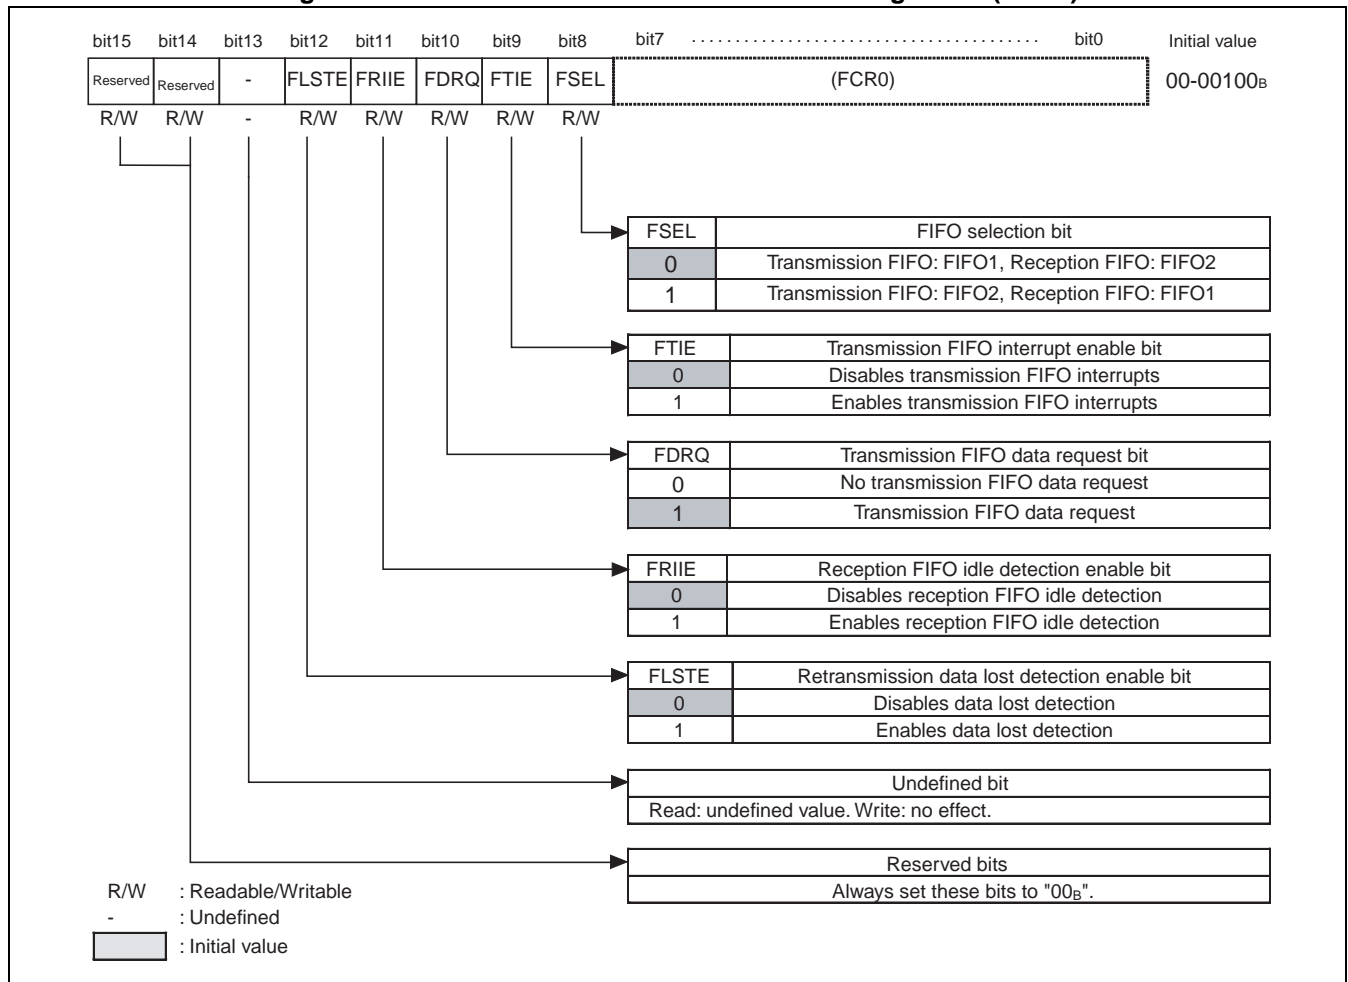 bit15 bit14 bit13 bit12 bit11 bit10 bit9 bit8 bit7 ........................................ bit0 Initial value
Reserved Reserved - FLSTE FRIIE FDRQ FTIE FSEL (FCR0) 00-00100B
R/W R/W - R/W R/W R/W R/W R/W
FSEL FIFO selection bit
0 Transmission FIFO: FIFO1, Reception FIFO: FIFO2
1 Transmission FIFO: FIFO2, Reception FIFO: FIFO1
FTIE Transmission FIFO interrupt enable bit
0 Disables transmission FIFO interrupts
1 Enables transmission FIFO interrupts
FDRQ Transmission FIFO data request bit
0 No transmission FIFO data request
1 Transmission FIFO data request
FRIIE Reception FIFO idle detection enable bit
0 Disables reception FIFO idle detection
1 Enables reception FIFO idle detection
FLSTE Retransmission data lost detection enable bit
0 Disables data lost detection
1 Enables data lost detection
Undefined bit
Read: undefined value. Write: no effect.
Reserved bits
Always set these bits to "00B".
R/W : Readable/Writable
- : Undefined
: Initial value